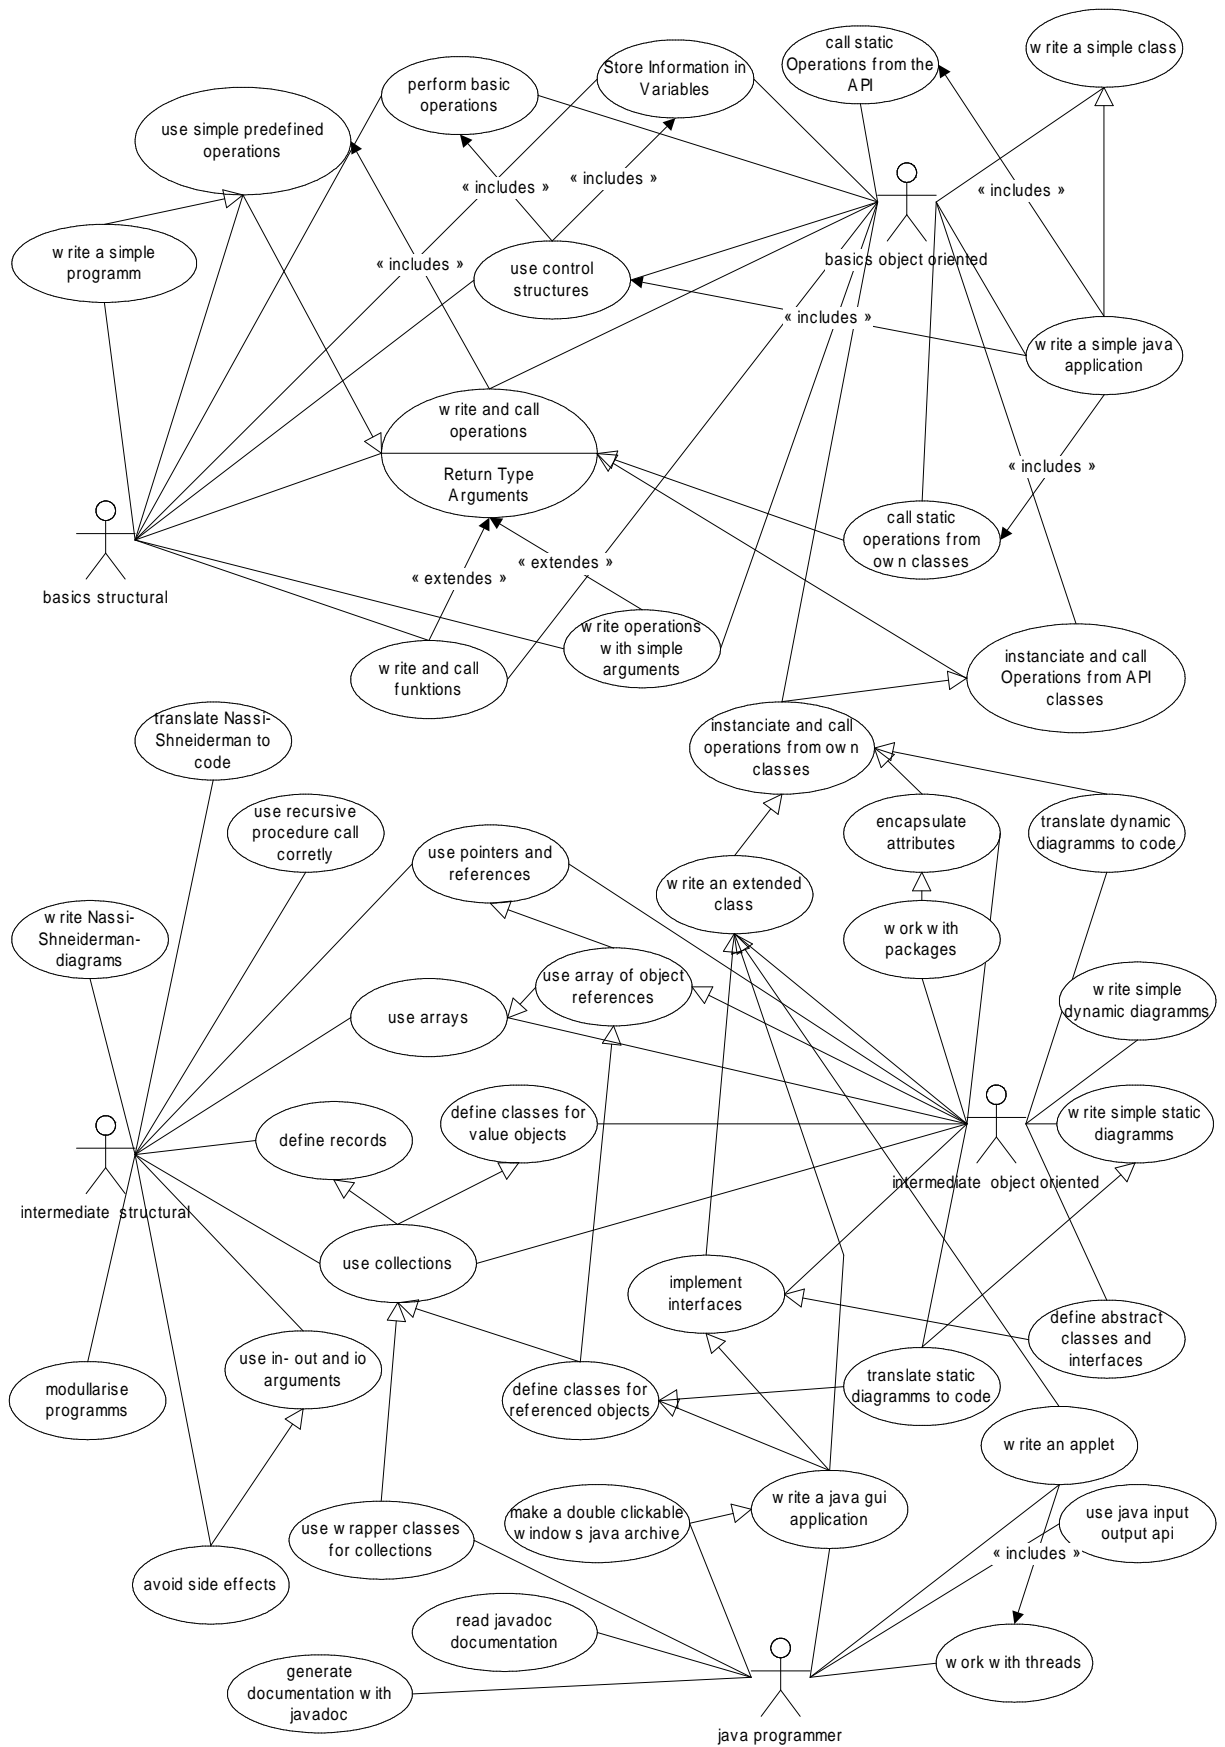 call static
Operations from the
API
w rite a simple class
Store Information in
Variables
perform basic
operations
use simple predefined
operations
« includes »
« includes »
« includes »
w rite a simple
programm
« includes »
use control
structures
basics object oriented
« includes »
w rite a simple java
application
w rite and call
operations
Return Type
Arguments
« includes »
call static
operations from
ow n classes
« extendes »
« extendes »
basics structural
w rite operations
w ith simple
arguments
w rite and call
funktions
instanciate and call
Operations from API
classes
translate Nassi-
Shneiderman to
code
instanciate and call
operations from ow n
classes
use recursive
procedure call
corretly
use pointers and
references
encapsulate
attributes
translate dynamic
diagramms to code
w rite an extended
class
w rite Nassi-
Shneiderman-
diagrams
w ork w ith
packages
use array of object
references
w rite simple
dynamic diagramms
use arrays
define classes for
value objects
w rite simple static
diagramms
define records
intermediate structural
intermediate object oriented
use collections
implement
interfaces
define abstract
classes and
interfaces
use in- out and io
arguments
modullarise
programms
define classes for
referenced objects
translate static
diagramms to code
w rite an applet
make a double clickable
w indow s java archive
w rite a java gui
application
use java input
output api
use w rapper classes
for collections
« includes »
avoid side effects
read javadoc
documentation
w ork w ith threads
generate
documentation w ith
javadoc
java programmer